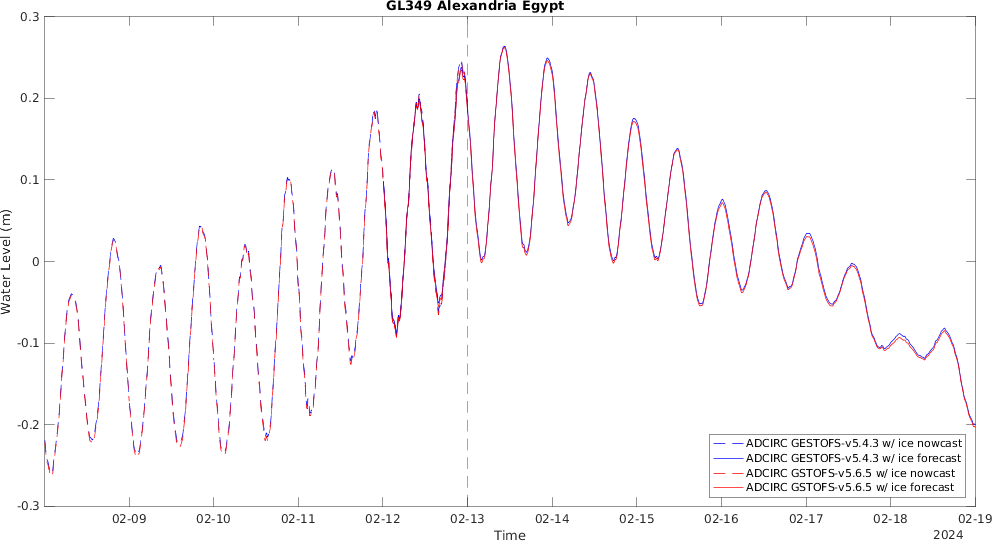 GL349 Alexandria Egypt
0.3
0.2
0.1
0
-0.1
-0.2
-0.3
Water Level (m)
ADCIRC GESTOFS-v5.4.3 w/ ice nowcast
ADCIRC GESTOFS-v5.4.3 w/ ice forecast
ADCIRC GSTOFS-v5.6.5 w/ ice nowcast
ADCIRC GSTOFS-v5.6.5 w/ ice forecast
02-09 02-10 02-11 02-12 02-13 02-14 02-15 02-16 02-17 02-18 02-19
Time
2024